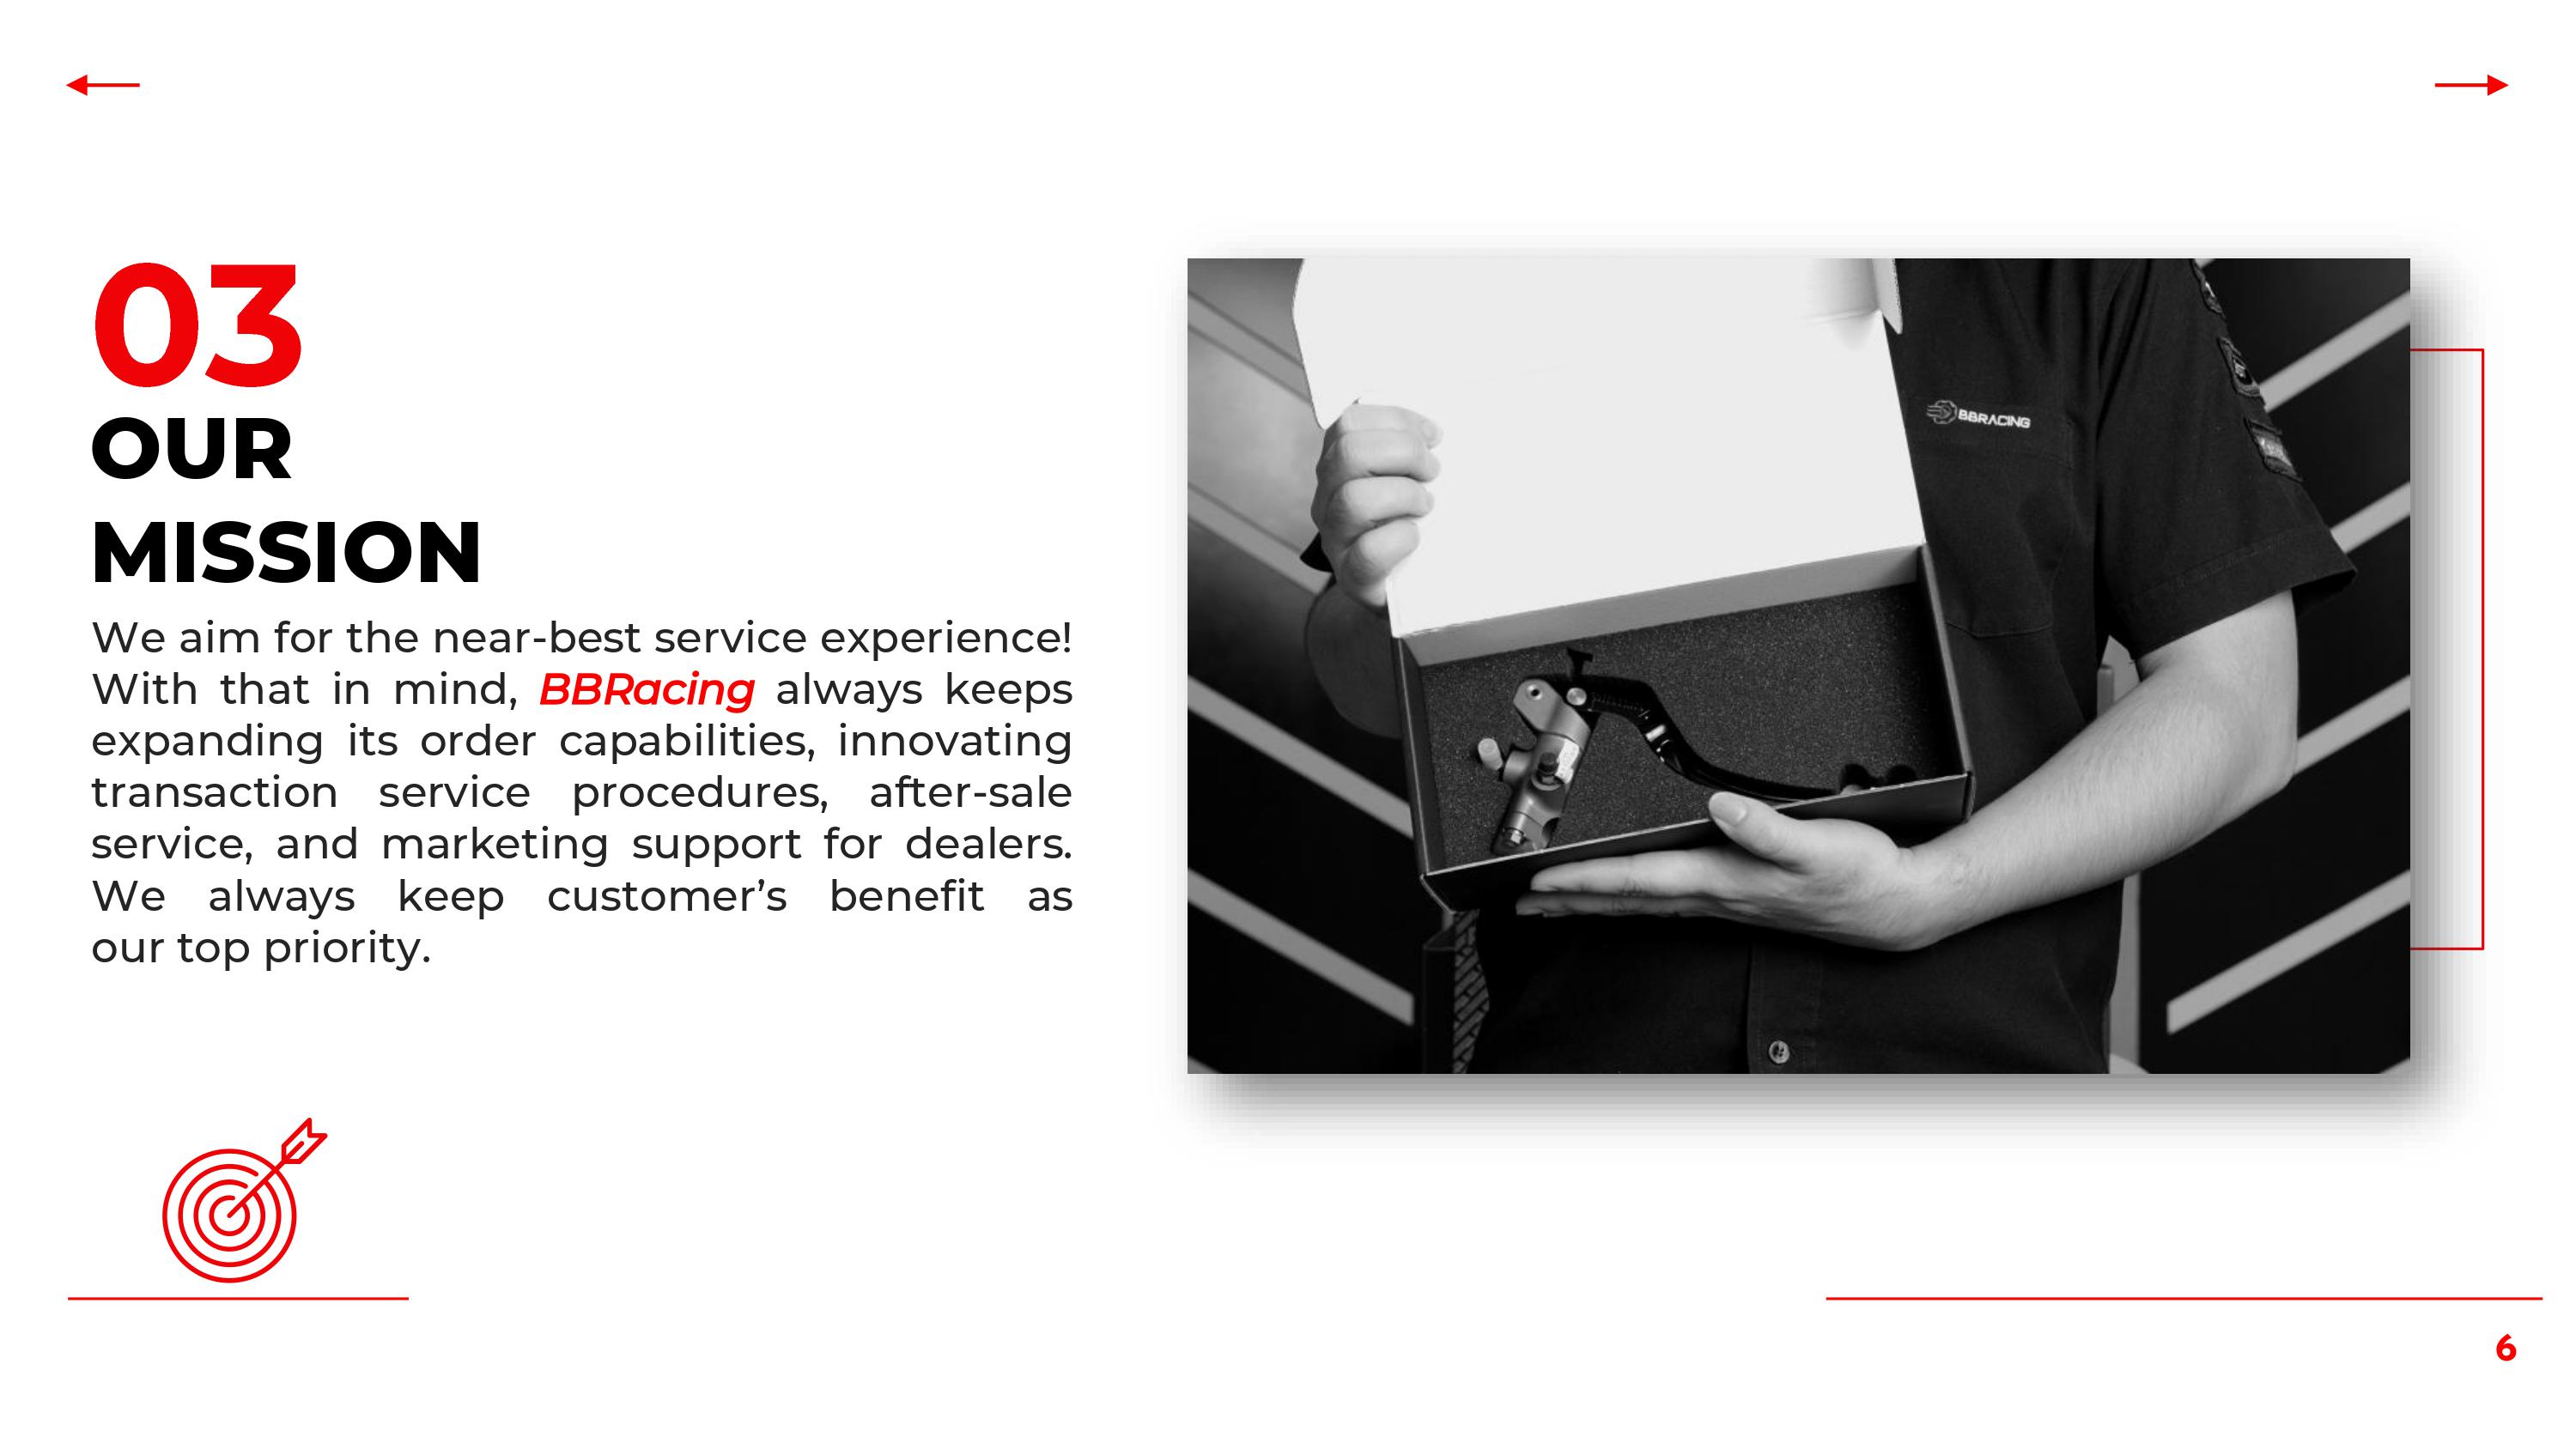 03
OUR
MISSION
We aim for the near-best service experience!
With that in mind, BBRacing always keeps
expanding its order capabilities, innovating
transaction service procedures, after-sale
service, and marketing support for dealers.
We always keep customer’s benefit as
our top priority.
BBRACING
6